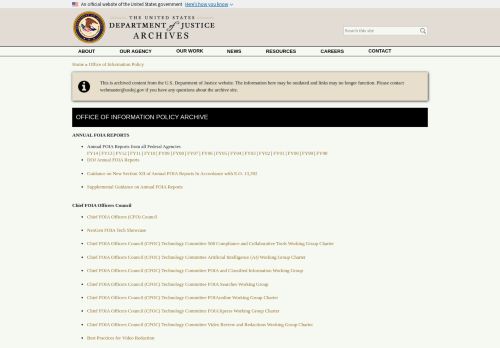 An official website of the United States government Here's how you know
THE UNITED STATES
DEPARTMENT of JUSTICE
ARCHIVES
Search this site
ABOUT OUR AGENCY OUR WORK NEWS RESOURCES CAREERS CONTACT
Home » Office of Information Policy
This is archived content from the U.S. Department of Justice website. The information here may be outdated and links may no longer function. Please contact
webmaster@usdoj.gov if you have any questions about the archive site.
OFFICE OF INFORMATION POLICY ARCHIVE
ANNUAL FOIA REPORTS
Annual FOIA Reports from all Federal Agencies
FY14 | FY13 | FY12 | FY11 | FY10 | FY09 | FY08 | FY07 | FY06 | FY05 | FY04 | FY03 | FY02 | FY01 | FY00 | FY99 | FY98
DOJ Annual FOIA Reports
Guidance on New Section XII of Annual FOIA Reports In Accordance with E.O. 13,392
Supplemental Guidance on Annual FOIA Reports
Chief FOIA Officers Council
Chief FOIA Officers (CFO) Council
NextGen FOIA Tech Showcase
Chief FOIA Officers Council (CFOC) Technology Committee 508 Compliance and Collaborative Tools Working Group Charter
Chief FOIA Officers Council (CFOC) Technology Committee Artificial Intelligence (AI) Working Group Charter
Chief FOIA Officers Council (CFOC) Technology Committee FOIA and Classified Information Working Group
Chief FOIA Officers Council (CFOC) Technology Committee FOIA Searches Working Group
Chief FOIA Officers Council (CFOC) Technology Committee FOIAonline Working Group Charter
Chief FOIA Officers Council (CFOC) Technology Committee FOIAXpress Working Group Charter
Chief FOIA Officers Council (CFOC) Technology Committee Video Review and Redactions Working Group Charter
Best Practices for Video Redaction